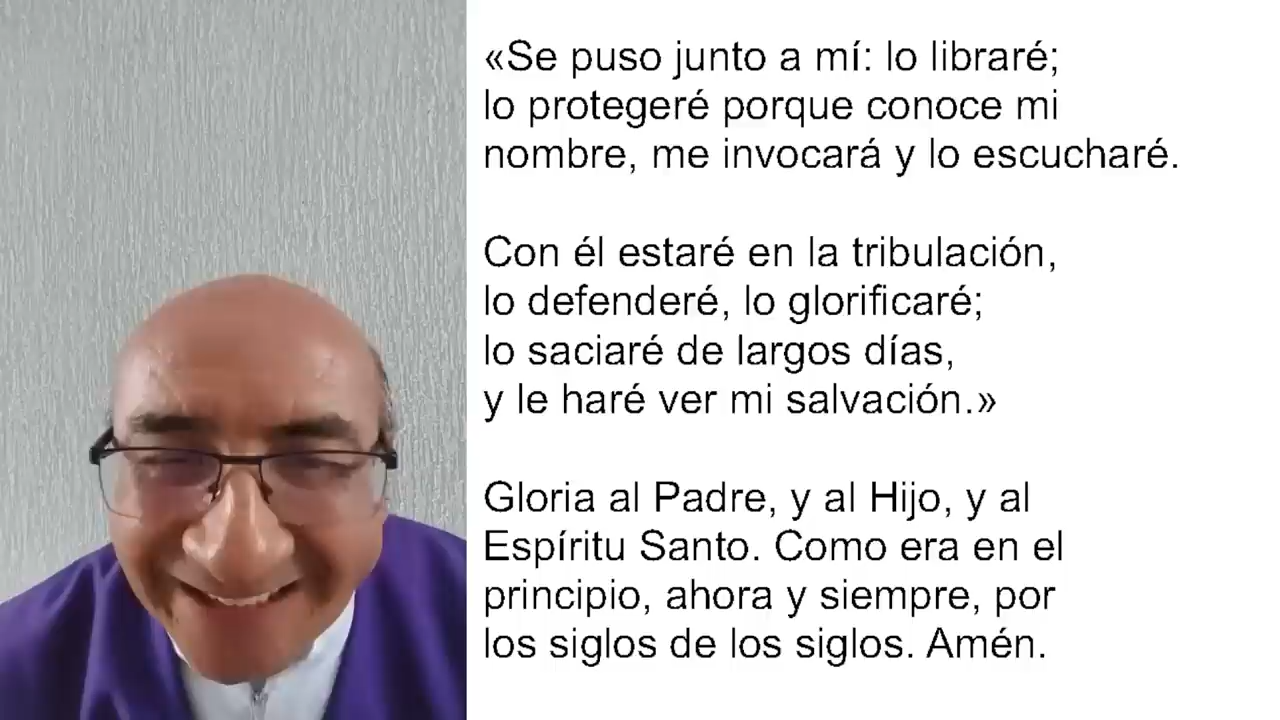 «Se puso junto a mí: lo libraré;
lo protegeré porque conoce mi
nombre, me invocará y lo escucharé.
Con él estaré en la tribulación,
lo defenderé, lo glorificaré;
lo saciaré de largos días,
y le haré ver mi salvación.»
Gloria al Padre, y al Hijo, y al
Espíritu Santo. Como era en el
principio, ahora y siempre, por
los siglos de los siglos. Amén.